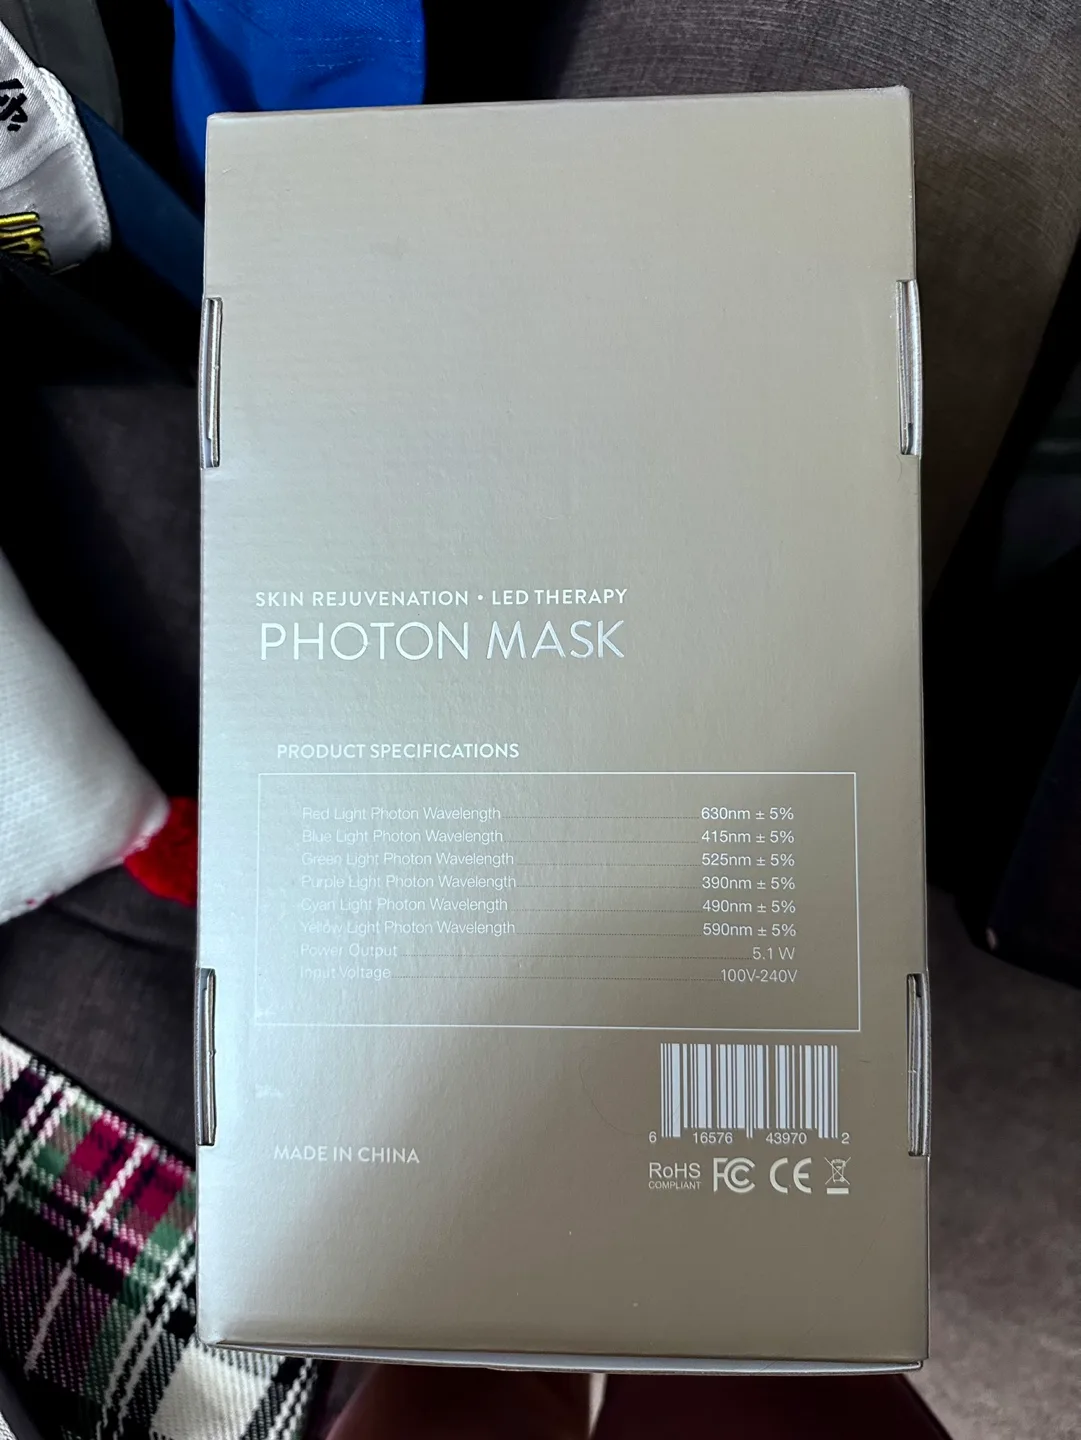 SKIN REJUVENATION • LED THERAPY
PHOTON MASK
PRODUCT SPECIFICATIONS
Red Light Photon Wavelength 630nm ± 5%
Blue Light Photon Wavelength 415nm ± 5%
Green Light Photon Wavelength 525nm ± 5%
Purple Light Photon Wavelength 390nm ± 5%
Cyan Light Photon Wavelength 490nm ± 5%
Yellow Light Photon Wavelength 590nm ± 5%
Power Output 5.1 W
Input Voltage 100V-240V
6 16576 43970 2
MADE IN CHINA
RoHS FC CE
COMPLIANT